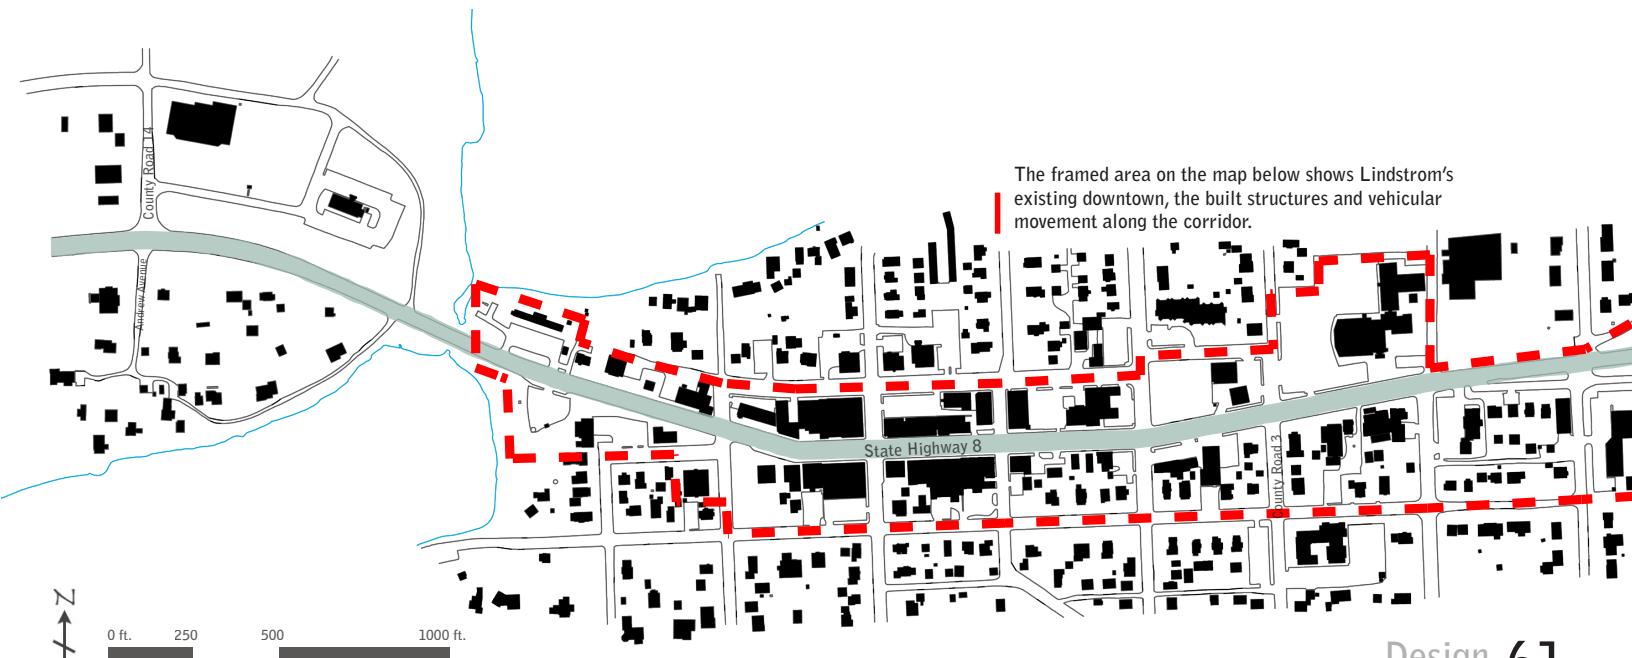 The framed area on the map below shows Lindstrom's
existing downtown, the built structures and vehicular
movement along the corridor.
County Road 14
Andrew Avenue
State Highway 8
County Road 3
N
0 ft. 250 500 1000 ft.
Design 61